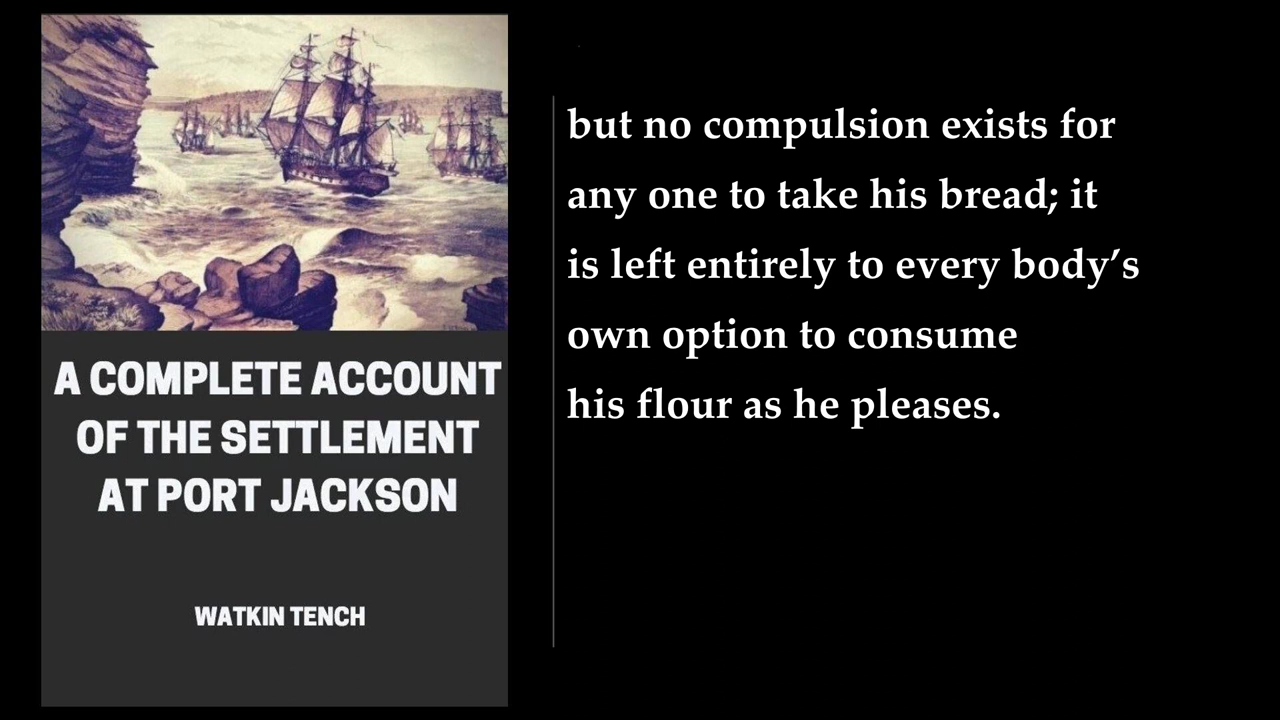 A COMPLETE ACCOUNT
OF THE SETTLEMENT
AT PORT JACKSON
WATKIN TENCH
but no compulsion exists for
any one to take his bread; it
is left entirely to every body’s
own option to consume
his flour as he pleases.